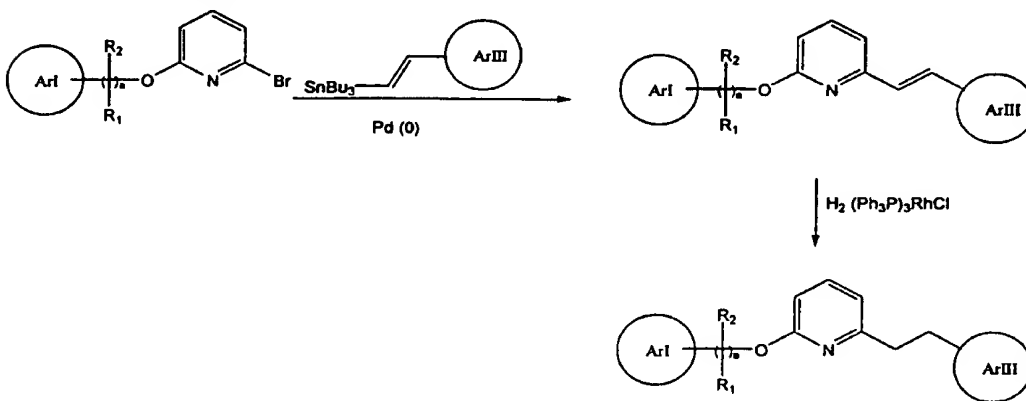 R2
ArI
( )n
O
N
Br
R1
SnBu3
ArIII
Pd (0)
R2
ArI
( )n
O
N
R1
ArIII
H2 (Ph3P)3RhCl
R2
ArI
( )n
O
N
R1
ArIII